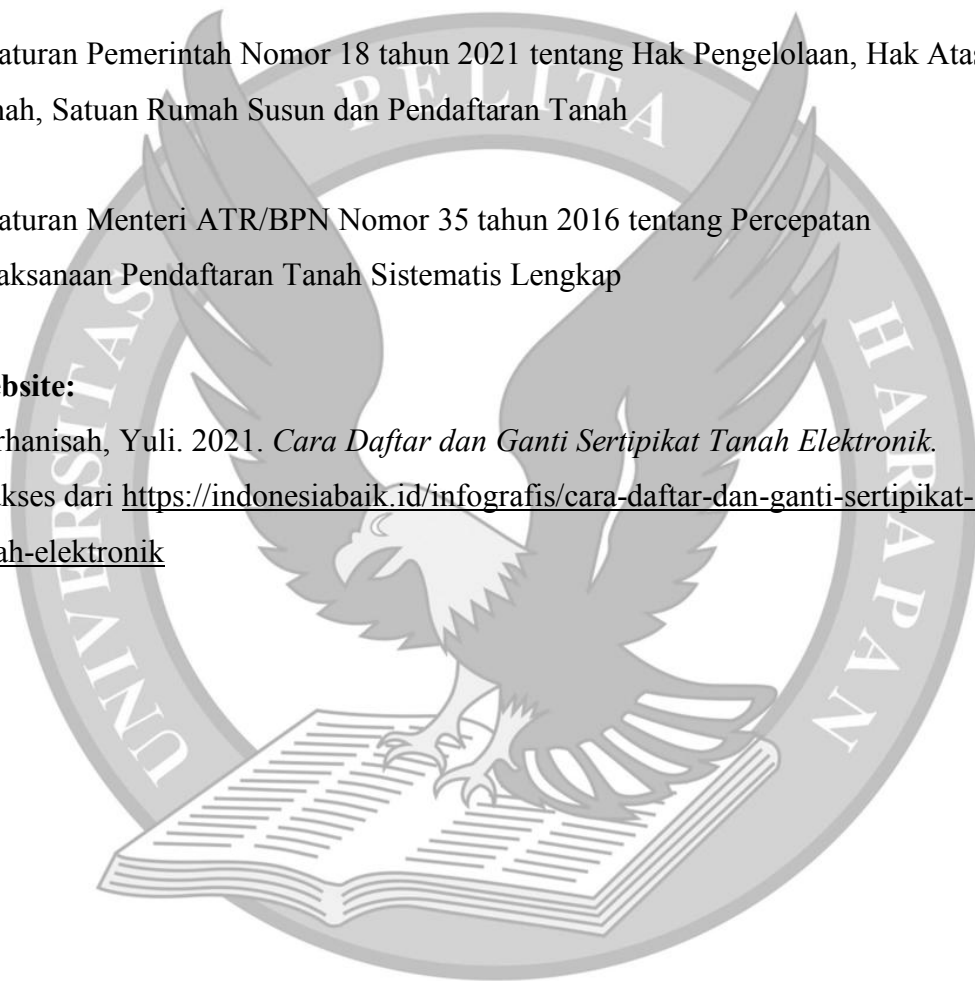 aturan Pemerintah Nomor 18 tahun 2021 tentang Hak Pengelolaan, Hak Atas
nah, Satuan Rumah Susun dan Pendaftaran Tanah
aturan Menteri ATR/BPN Nomor 35 tahun 2016 tentang Percepatan
aksanaan Pendaftaran Tanah Sistematis Lengkap
ebsite:
rhanisah, Yuli. 2021. Cara Daftar dan Ganti Sertipikat Tanah Elektronik.
akses dari https://indonesiabaik.id/infografis/cara-daftar-dan-ganti-sertipikat-
ah-elektronik
UNIVERSITAS PELITA HARAPAN